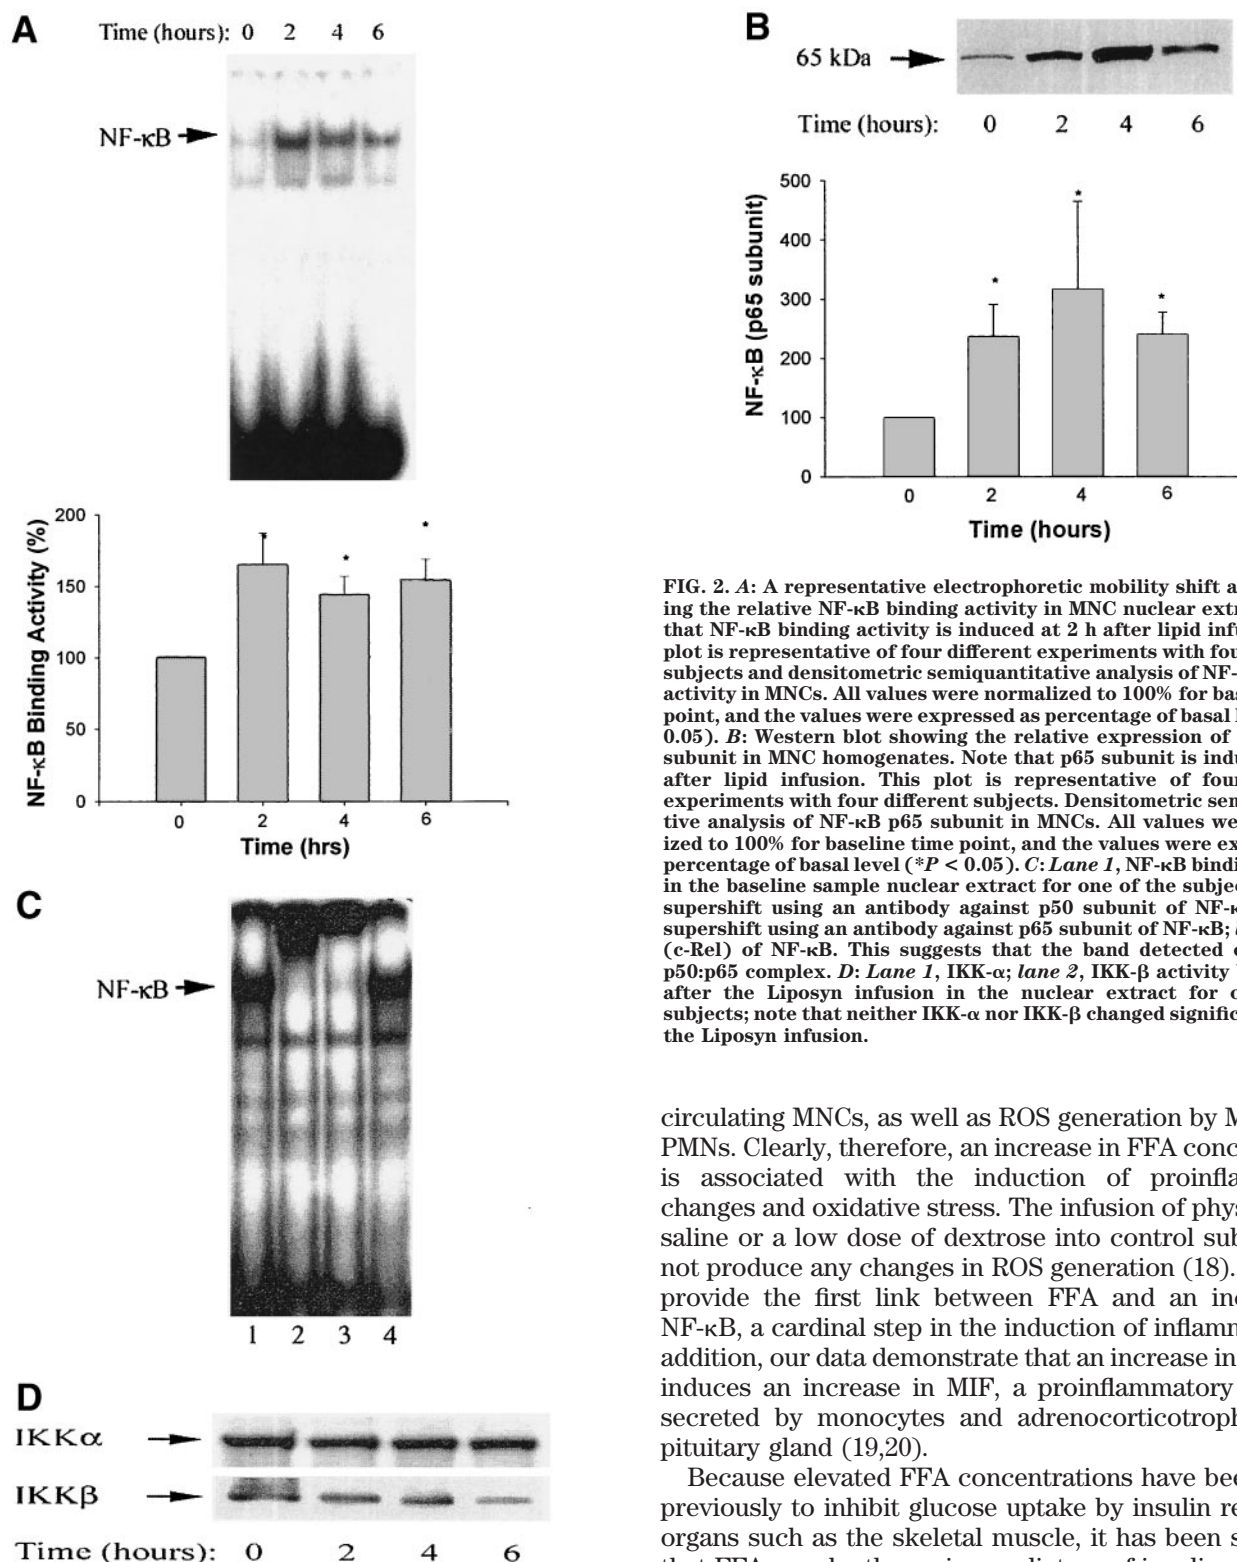 A
Time (hours): 0 2 4 6
NF-κB
200
150
100
50
0
NF-κB Binding Activity (%)
0 2 4 6
Time (hrs)
C
NF-κB
1 2 3 4
D
IKKα
IKKβ
Time (hours): 0 2 4 6
B
65 kDa
Time (hours): 0 2 4 6
500
400
300
200
100
0
NF-κB (p65 subunit)
* * *
0 2 4 6
Time (hours)
FIG. 2. A: A representative electrophoretic mobility shift a
ing the relative NF-κB binding activity in MNC nuclear extr
that NF-κB binding activity is induced at 2 h after lipid infu
plot is representative of four different experiments with four
subjects and densitometric semiquantitative analysis of NF-
activity in MNCs. All values were normalized to 100% for bas
point, and the values were expressed as percentage of basal l
0.05). B: Western blot showing the relative expression of
subunit in MNC homogenates. Note that p65 subunit is indu
after lipid infusion. This plot is representative of four
experiments with four different subjects. Densitometric sem
tive analysis of NF-κB p65 subunit in MNCs. All values we
ized to 100% for baseline time point, and the values were ex
percentage of basal level (*P < 0.05). C: Lane 1, NF-κB bindin
in the baseline sample nuclear extract for one of the subjec
supershift using an antibody against p50 subunit of NF-κ
supershift using an antibody against p65 subunit of NF-κB;
(c-Rel) of NF-κB. This suggests that the band detected c
p50:p65 complex. D: Lane 1, IKK-α; lane 2, IKK-β activity
after the Liposyn infusion in the nuclear extract for o
subjects; note that neither IKK-α nor IKK-β changed signific
the Liposyn infusion.
circulating MNCs, as well as ROS generation by M
PMNs. Clearly, therefore, an increase in FFA conc
is associated with the induction of proinfla
changes and oxidative stress. The infusion of phys
saline or a low dose of dextrose into control sub
not produce any changes in ROS generation (18).
provide the first link between FFA and an inc
NF-κB, a cardinal step in the induction of inflamm
addition, our data demonstrate that an increase in
induces an increase in MIF, a proinflammatory
secreted by monocytes and adrenocorticotroph
pituitary gland (19,20).
Because elevated FFA concentrations have bee
previously to inhibit glucose uptake by insulin re
organs such as the skeletal muscle, it has been s